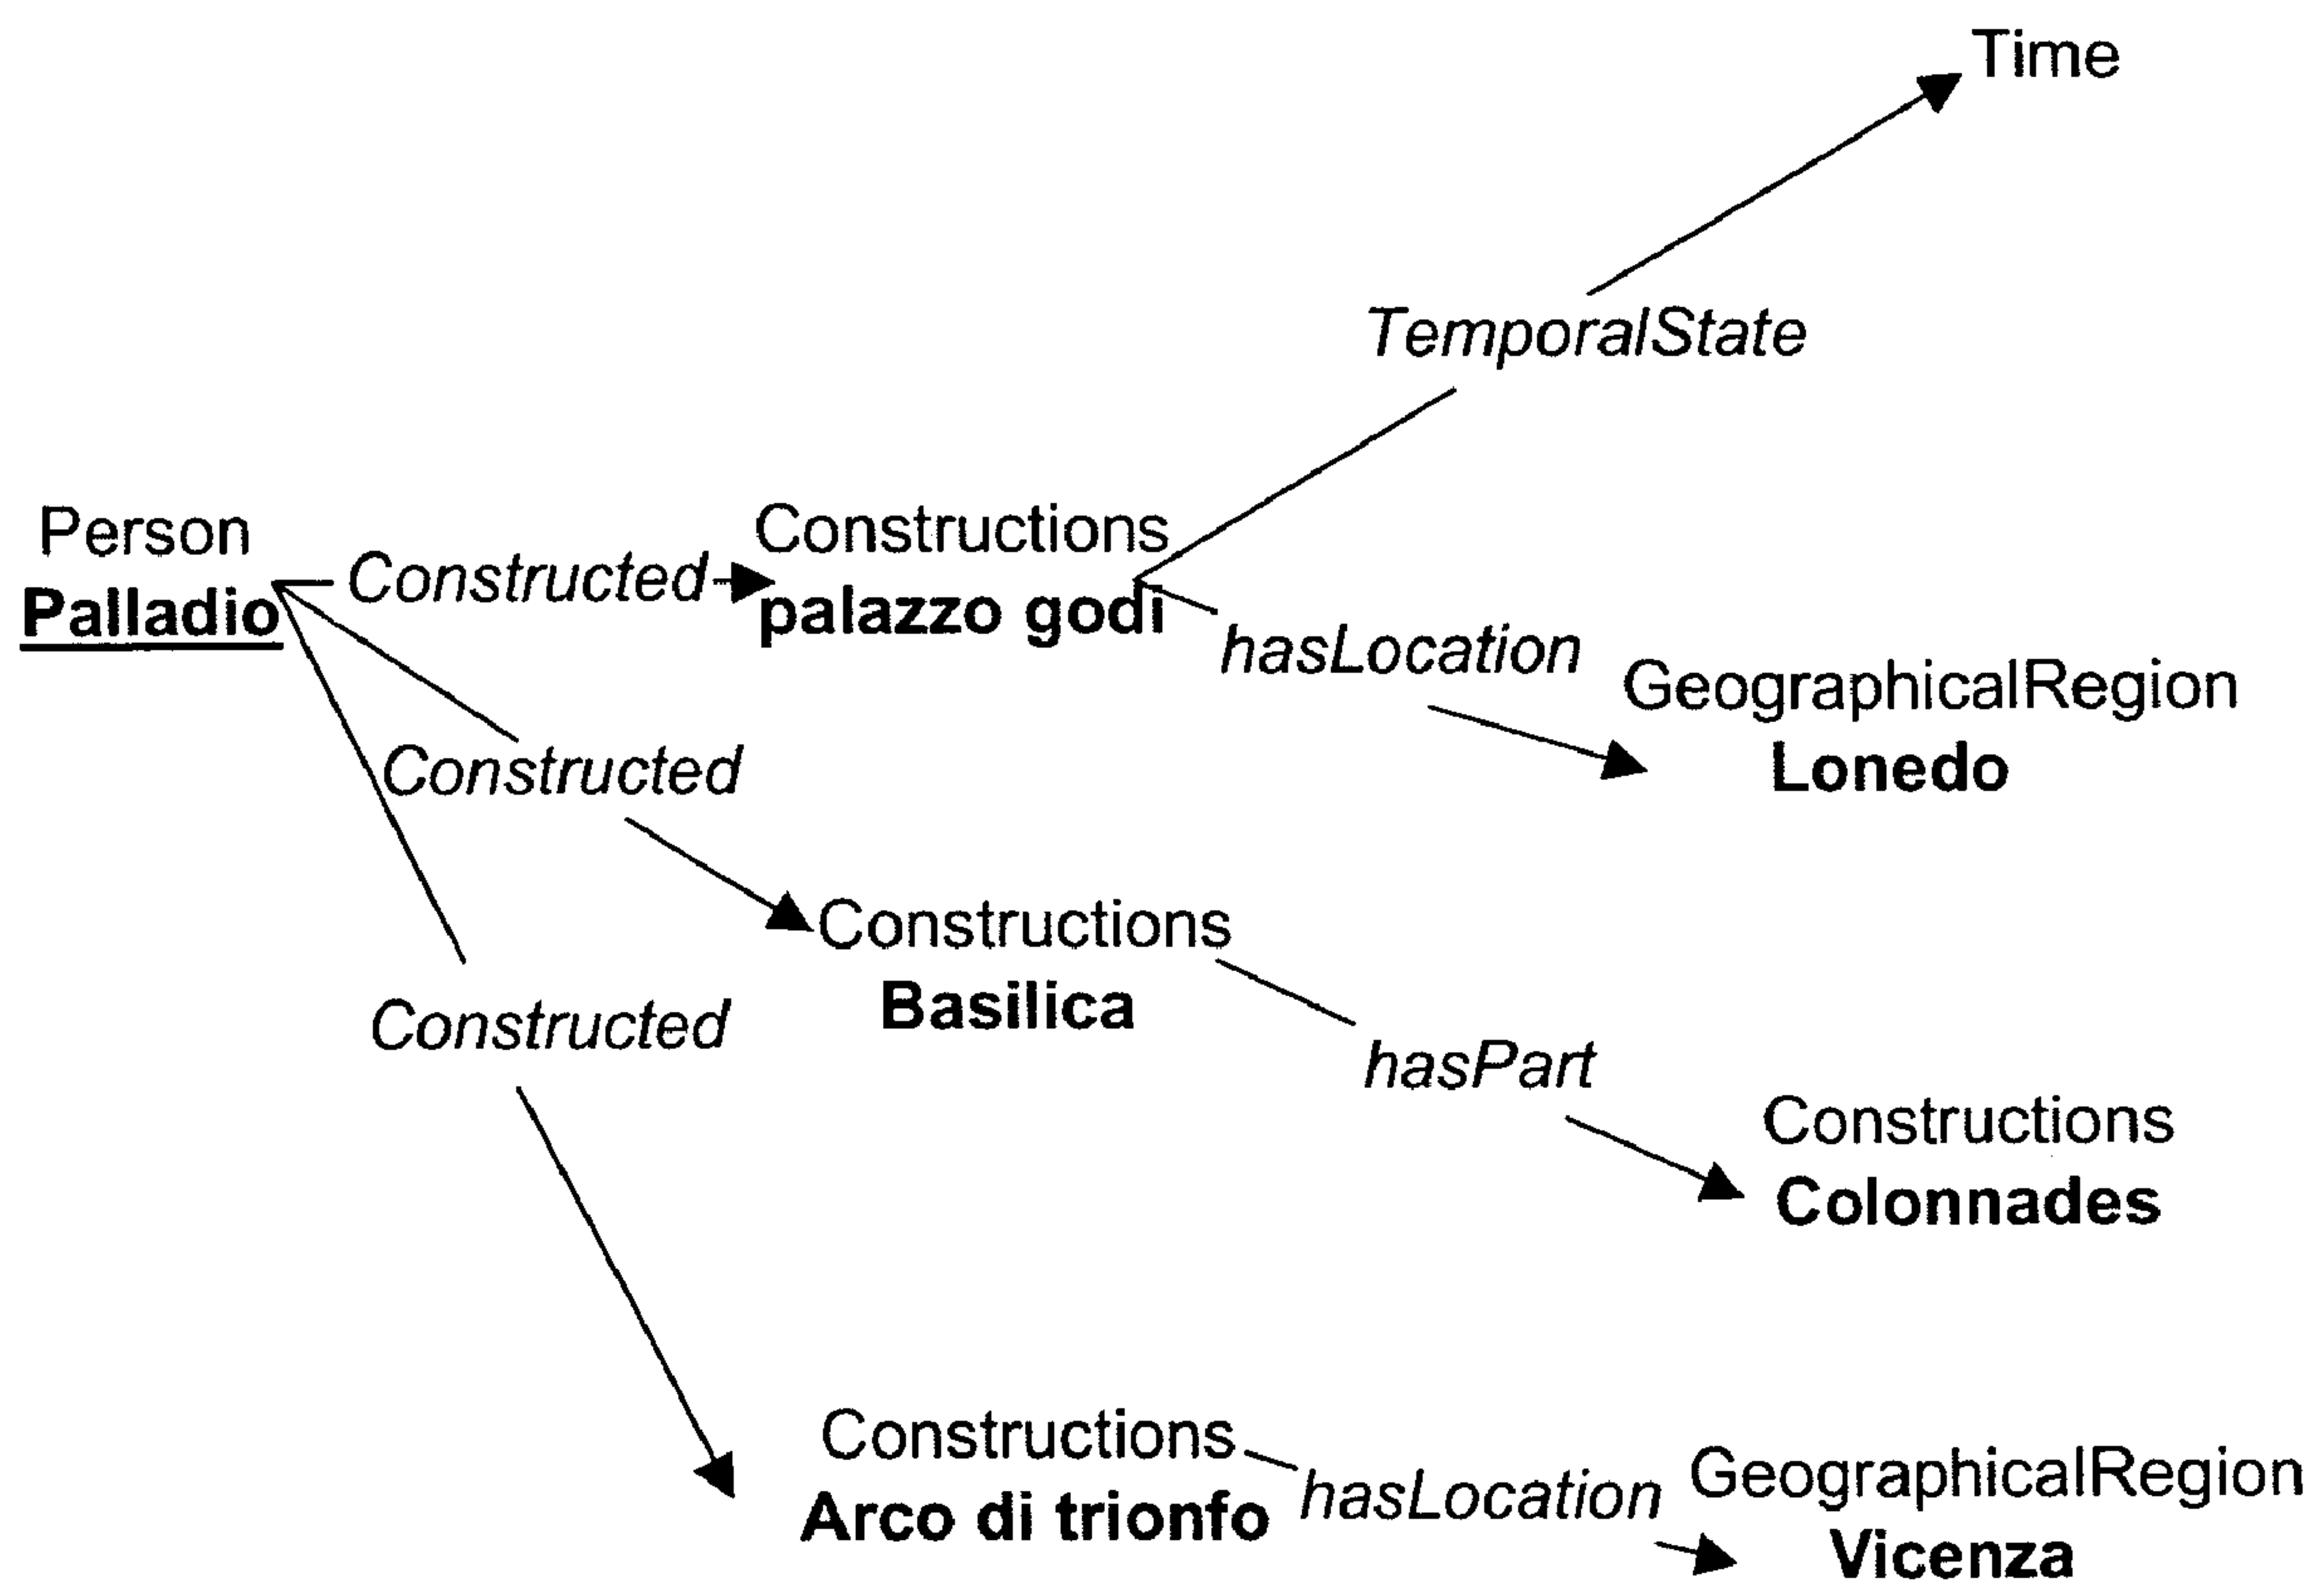 Time
TemporalState
Person
Palladio
Constructed
Constructions
palazzo godi
hasLocation
GeographicalRegion
Lonedo
Constructed
Constructions
Basilica
Constructed
hasPart
Constructions
Colonnades
Constructions
Arco di trionfo
hasLocation
GeographicalRegion
Vicenza